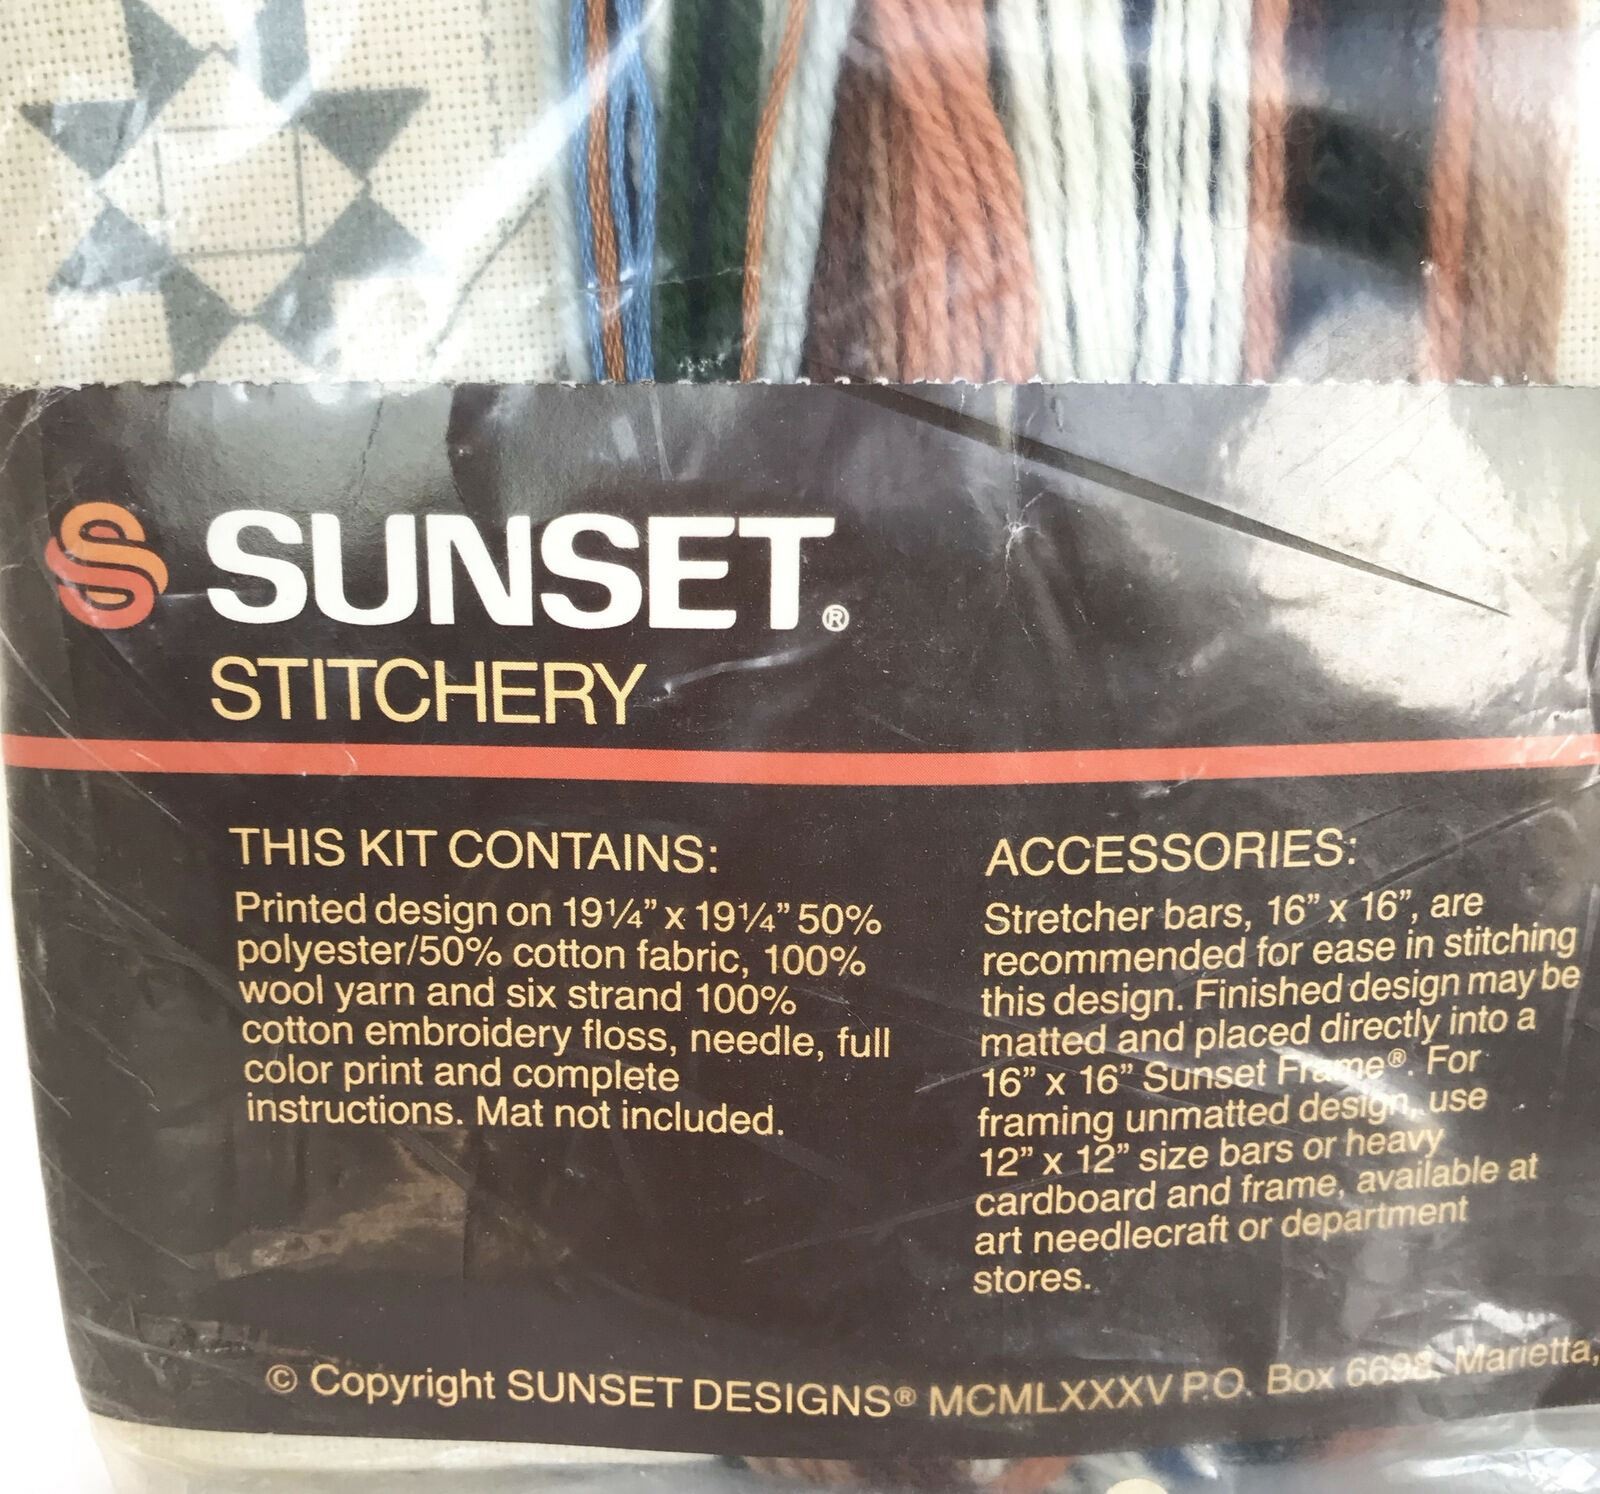 SUNSET®
STITCHERY
THIS KIT CONTAINS:
Printed design on 19¼” x 19¼” 50%
polyester/50% cotton fabric, 100%
wool yarn and six strand 100%
cotton embroidery floss, needle, full
color print and complete
instructions. Mat not included.
ACCESSORIES:
Stretcher bars, 16” x 16”, are
recommended for ease in stitching
this design. Finished design may be
matted and placed directly into a
16” x 16” Sunset Frame®. For
framing unmatted design, use
12” x 12” size bars or heavy
cardboard and frame, available at
art needlecraft or department
stores.
© Copyright SUNSET DESIGNS® MCMLXXXV P.O. Box 6698, Marietta,